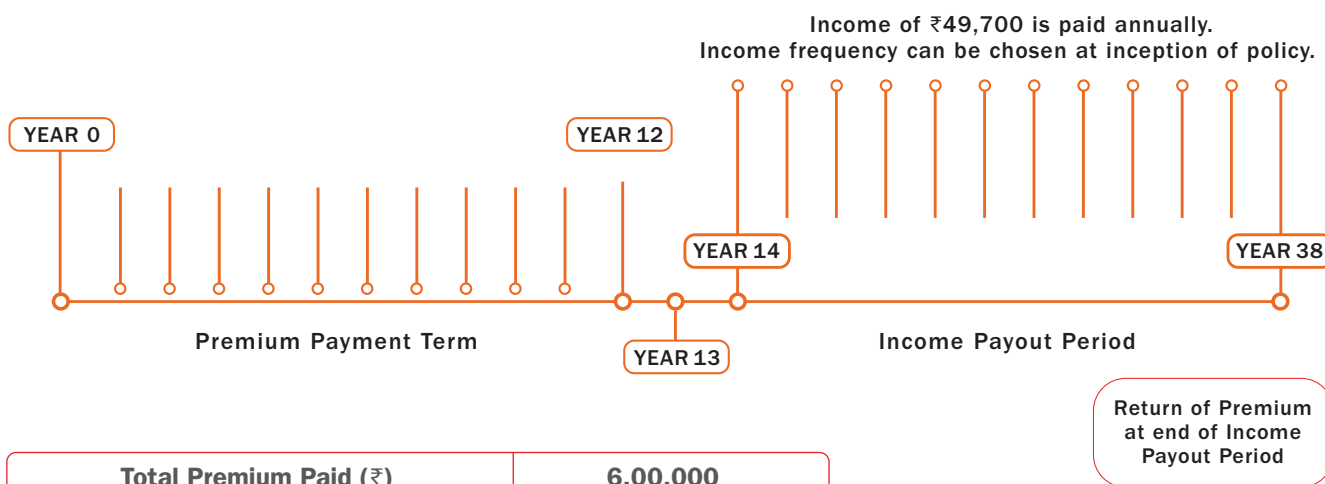 Income of ₹49,700 is paid annually.
Income frequency can be chosen at inception of policy.
YEAR 0
YEAR 12
YEAR 14
YEAR 38
Premium Payment Term
YEAR 13
Income Payout Period
Return of Premium
at end of Income
Payout Period
Total Premium Paid (₹) 6,00,000